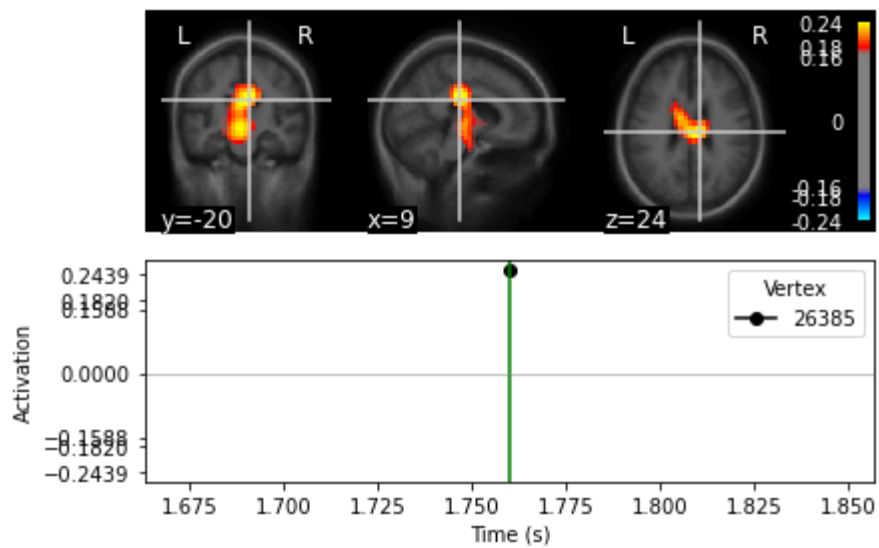 L R L R
0.24
0.18
0.16
0
-0.16
-0.18
-0.24
y=-20 x=9 z=24
0.2439
0.1820
0.1588
0.0000
−0.1588
−0.1820
−0.2439
Activation
Vertex
26385
1.675 1.700 1.725 1.750 1.775 1.800 1.825 1.850
Time (s)